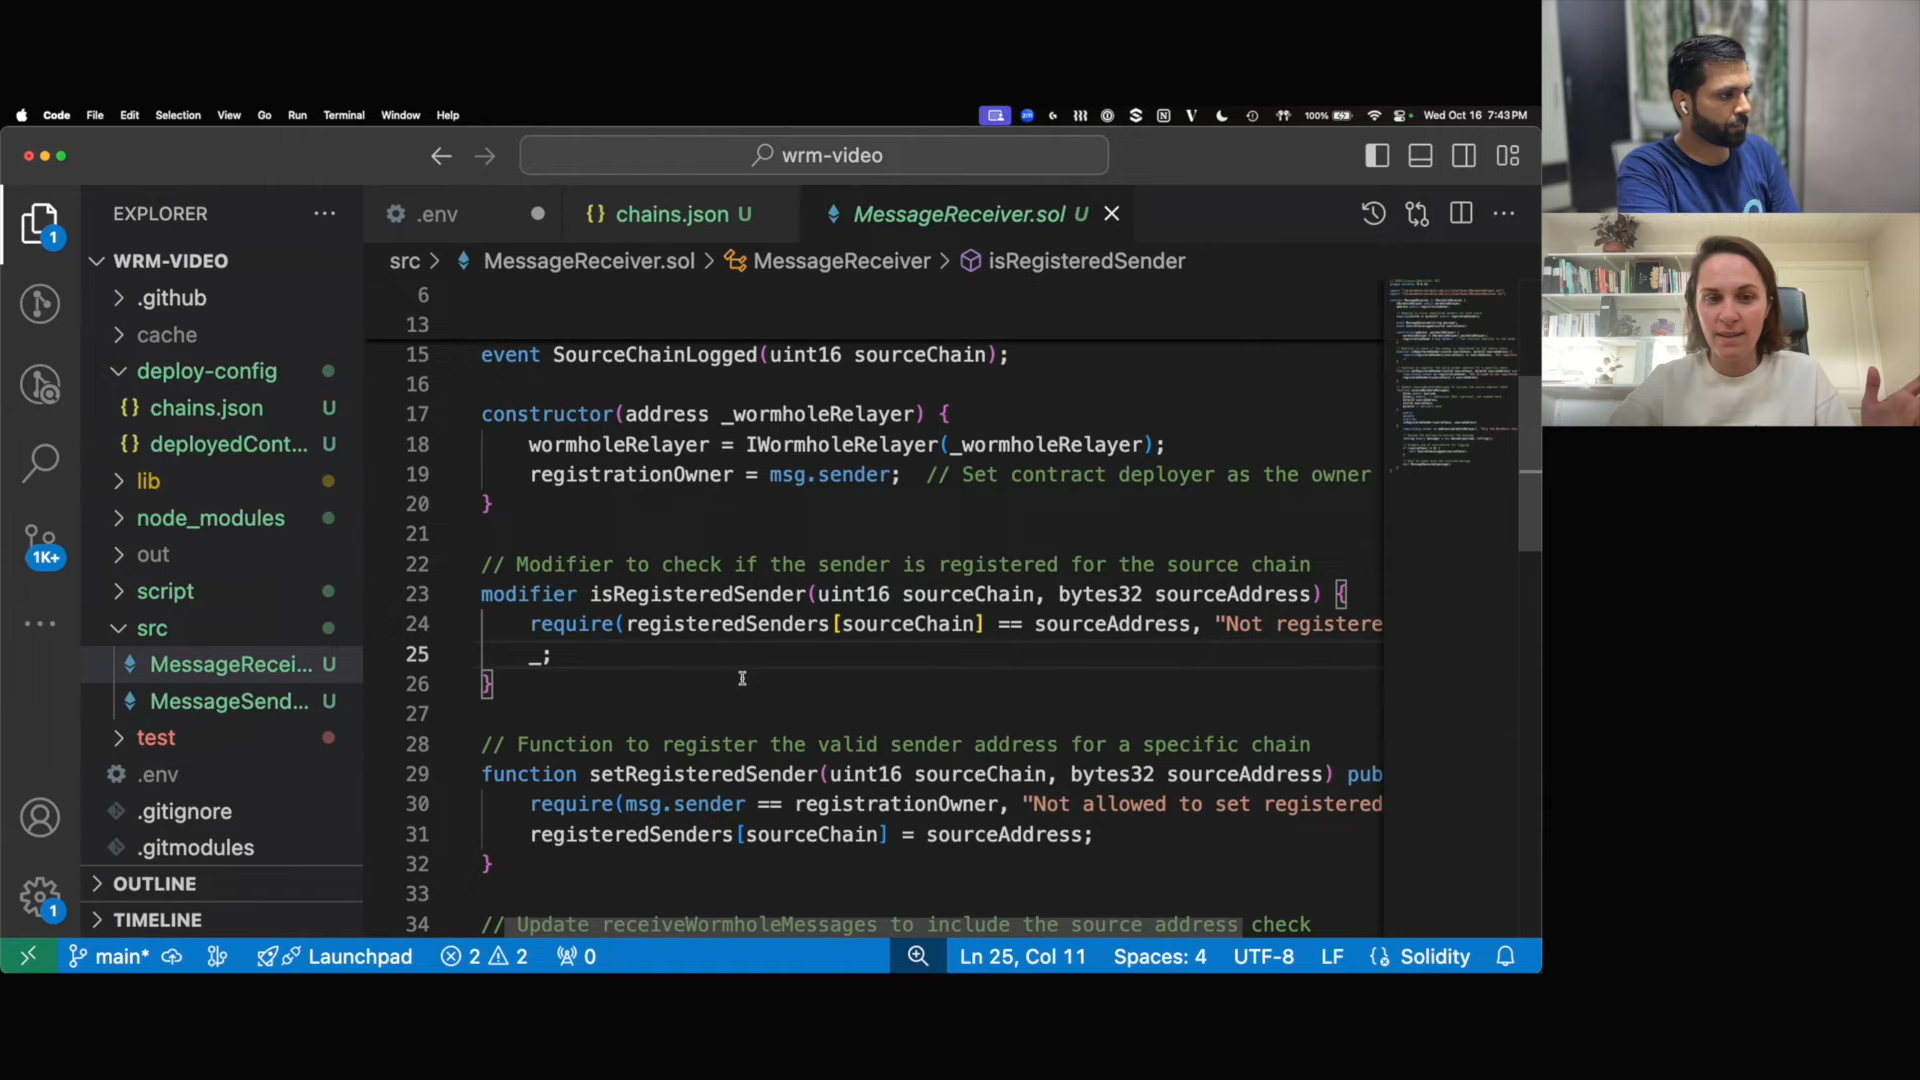 Code File Edit Selection View Go Run Terminal Window Help 100% Wed Oct 16 7:43 PM
wrm-video
EXPLORER
WRM-VIDEO
.github
cache
deploy-config
chains.json U
deployedCont... U
lib
node_modules
out
script
src
MessageRecei... U
MessageSend... U
test
.env
.gitignore
.gitmodules
OUTLINE
TIMELINE
1
1K+
1
.env
{} chains.json U
MessageReceiver.sol U
src > MessageReceiver.sol > MessageReceiver > isRegisteredSender
6
13
15 event SourceChainLogged(uint16 sourceChain);
16
17 constructor(address _wormholeRelayer) {
18 wormholeRelayer = IWormholeRelayer(_wormholeRelayer);
19 registrationOwner = msg.sender; // Set contract deployer as the owner
20 }
21
22 // Modifier to check if the sender is registered for the source chain
23 modifier isRegisteredSender(uint16 sourceChain, bytes32 sourceAddress) {
24 require(registeredSenders[sourceChain] == sourceAddress, "Not registere
25 _;
26 }
27
28 // Function to register the valid sender address for a specific chain
29 function setRegisteredSender(uint16 sourceChain, bytes32 sourceAddress) pub
30 require(msg.sender == registrationOwner, "Not allowed to set registered
31 registeredSenders[sourceChain] = sourceAddress;
32 }
33
34 // Update receiveWormholeMessages to include the source address check
main* Launchpad 2 2 0 Ln 25, Col 11 Spaces: 4 UTF-8 LF Solidity